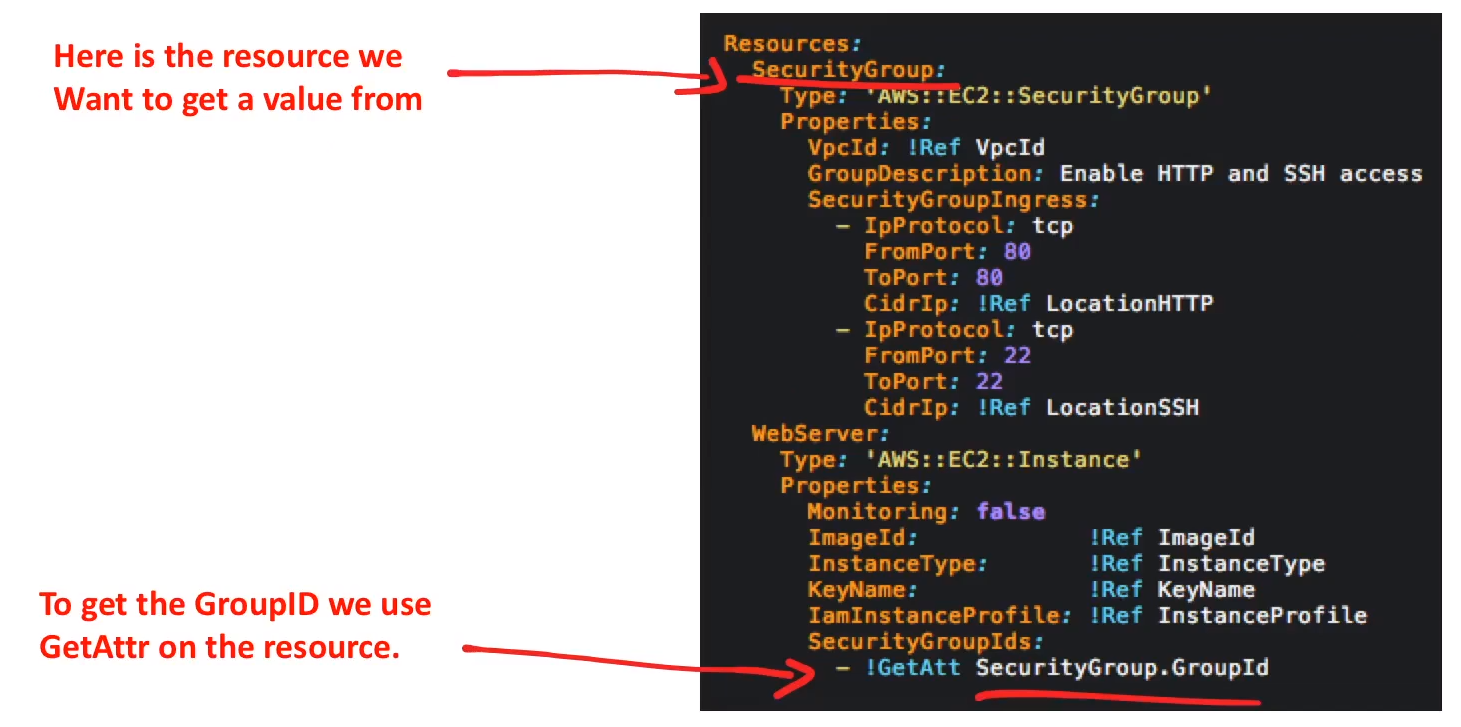 Here is the resource we
Want to get a value from
Resources:
  SecurityGroup:
    Type: 'AWS::EC2::SecurityGroup'
    Properties:
      VpcId: !Ref VpcId
      GroupDescription: Enable HTTP and SSH access
      SecurityGroupIngress:
        - IpProtocol: tcp
          FromPort: 80
          ToPort: 80
          CidrIp: !Ref LocationHTTP
        - IpProtocol: tcp
          FromPort: 22
          ToPort: 22
          CidrIp: !Ref LocationSSH
  WebServer:
    Type: 'AWS::EC2::Instance'
    Properties:
      Monitoring: false
      ImageId:            !Ref ImageId
      InstanceType:       !Ref InstanceType
      KeyName:            !Ref KeyName
      IamInstanceProfile: !Ref InstanceProfile
      SecurityGroupIds:
        - !GetAtt SecurityGroup.GroupId
To get the GroupID we use
GetAttr on the resource.